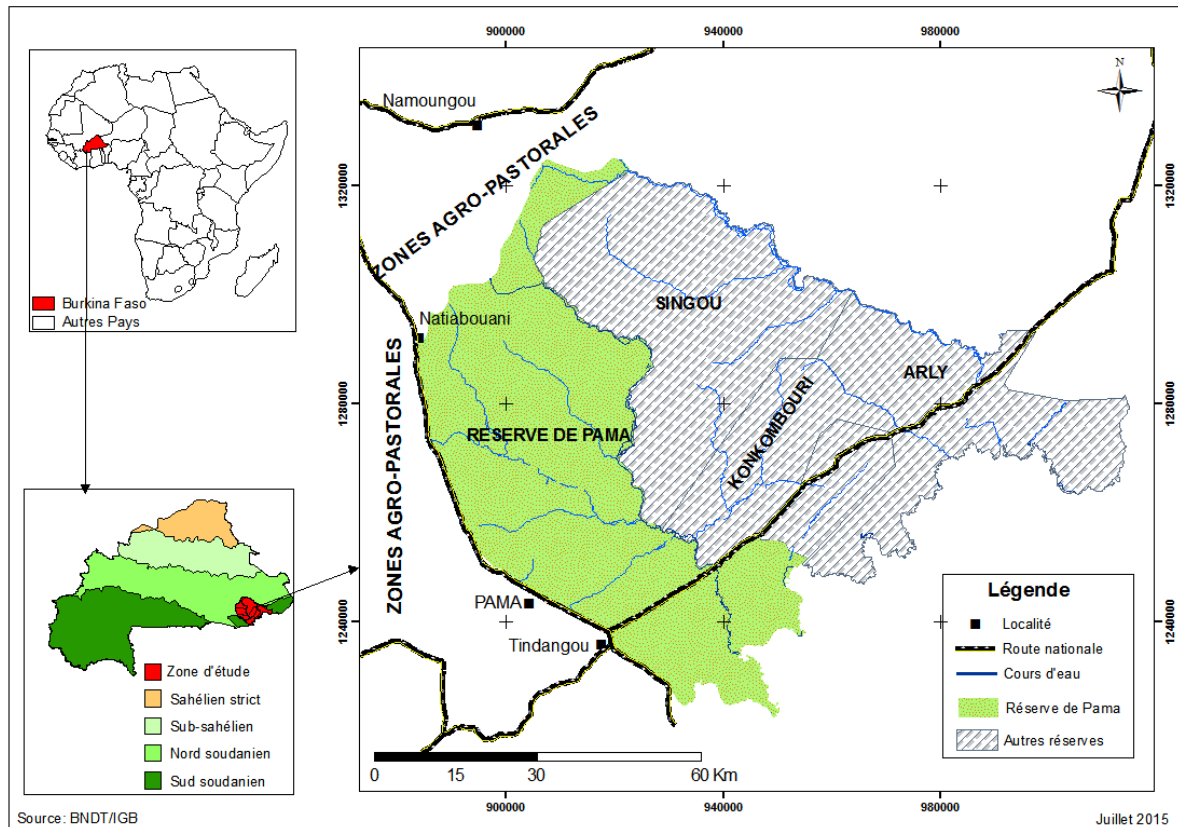 900000
940000
980000
Burkina Faso
Autres Pays
Zone d'étude
Sahélien strict
Sub-sahélien
Nord soudanien
Sud soudanien
Source: BNDT/IGB
N
Namoungou
ZONES AGRO-PASTORALES
1320000
1320000
SINGOU
Natiabouani
ZONES AGRO-PASTORALES
ARLY
KONKOMBOURI
1280000
1280000
RESERVE DE PAMA
PAMA
Tindangou
1240000
1240000
Légende
Localité
Route nationale
Cours d'eau
Réserve de Pama
Autres réserves
0 15 30 60 Km
900000
940000
980000
Juillet 2015